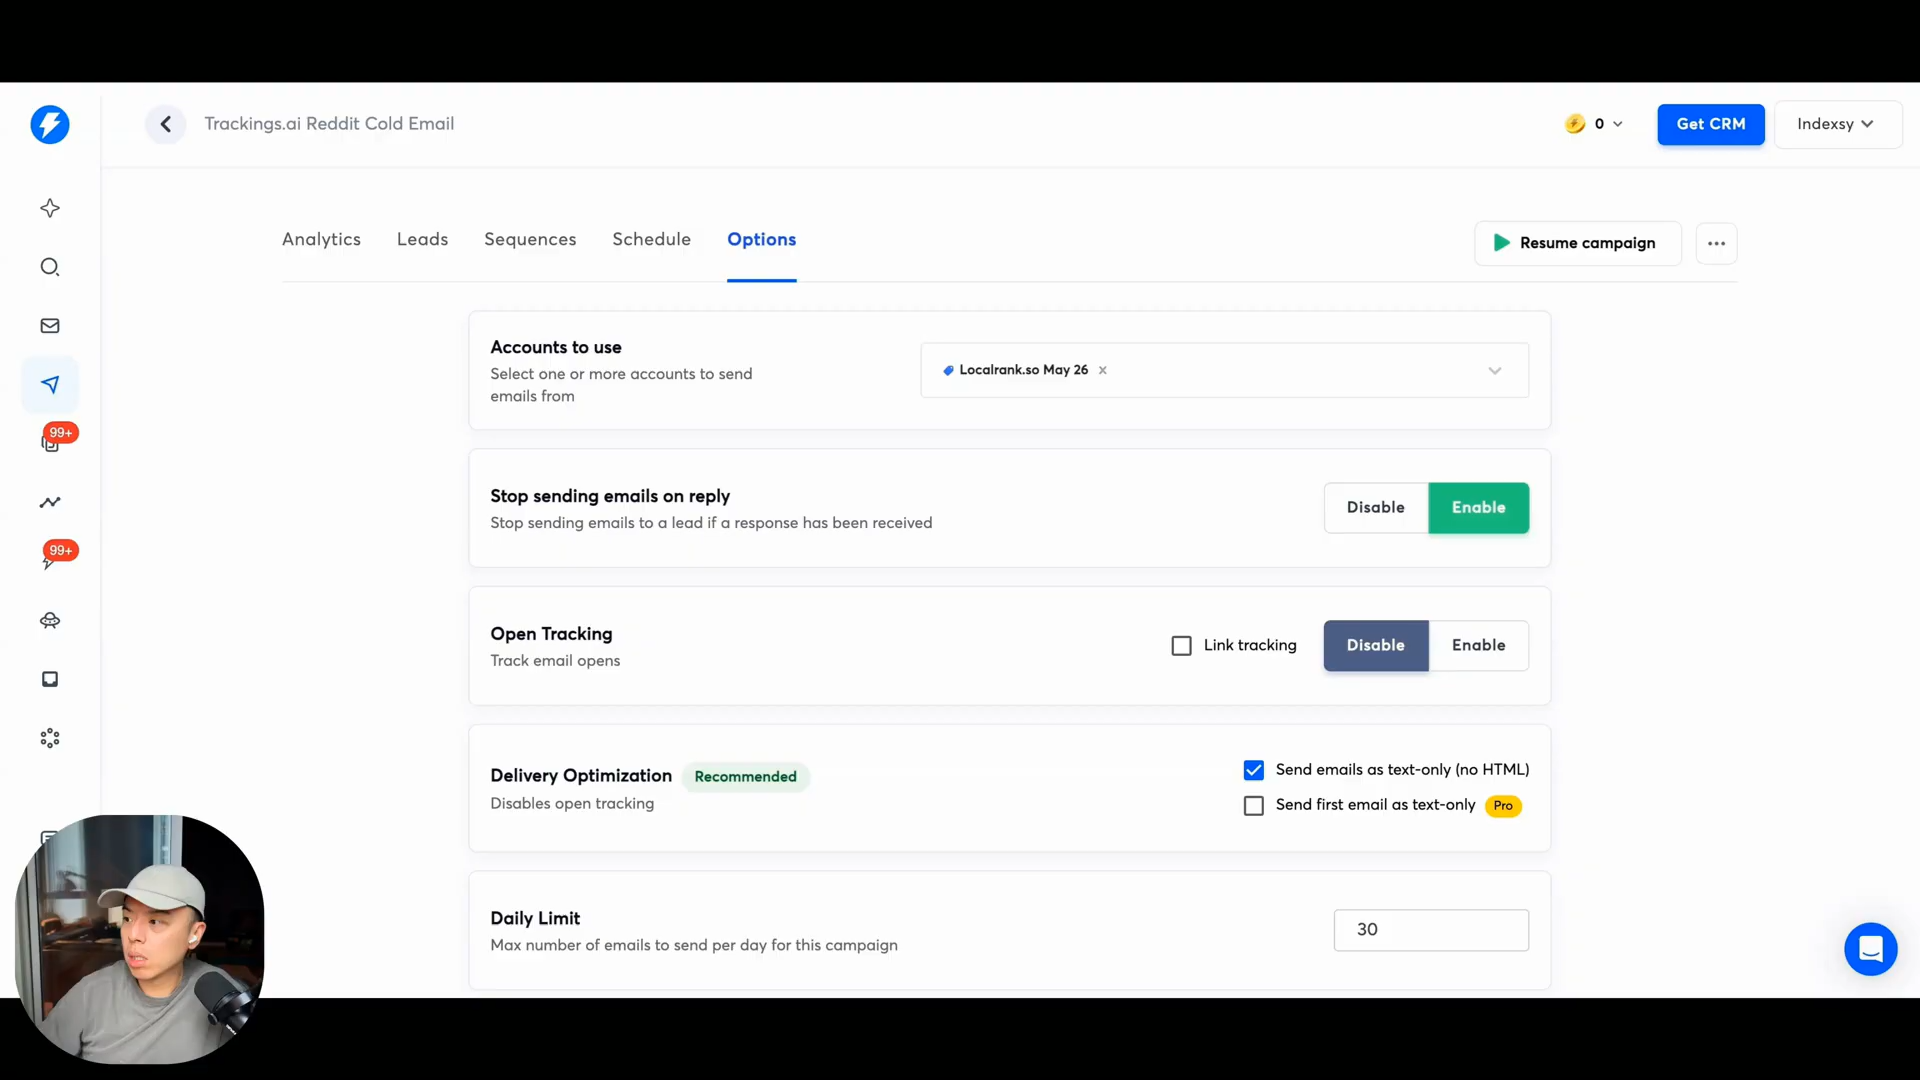 Trackings.ai Reddit Cold Email
0
Get CRM
Indexsy
Analytics
Leads
Sequences
Schedule
Options
Resume campaign
99+
99+
Accounts to use
Select one or more accounts to send
emails from
Localrank.so May 26
Stop sending emails on reply
Stop sending emails to a lead if a response has been received
Disable
Enable
Open Tracking
Track email opens
Link tracking
Disable
Enable
Delivery Optimization
Recommended
Disables open tracking
Send emails as text-only (no HTML)
Send first email as text-only
Pro
Daily Limit
Max number of emails to send per day for this campaign
30